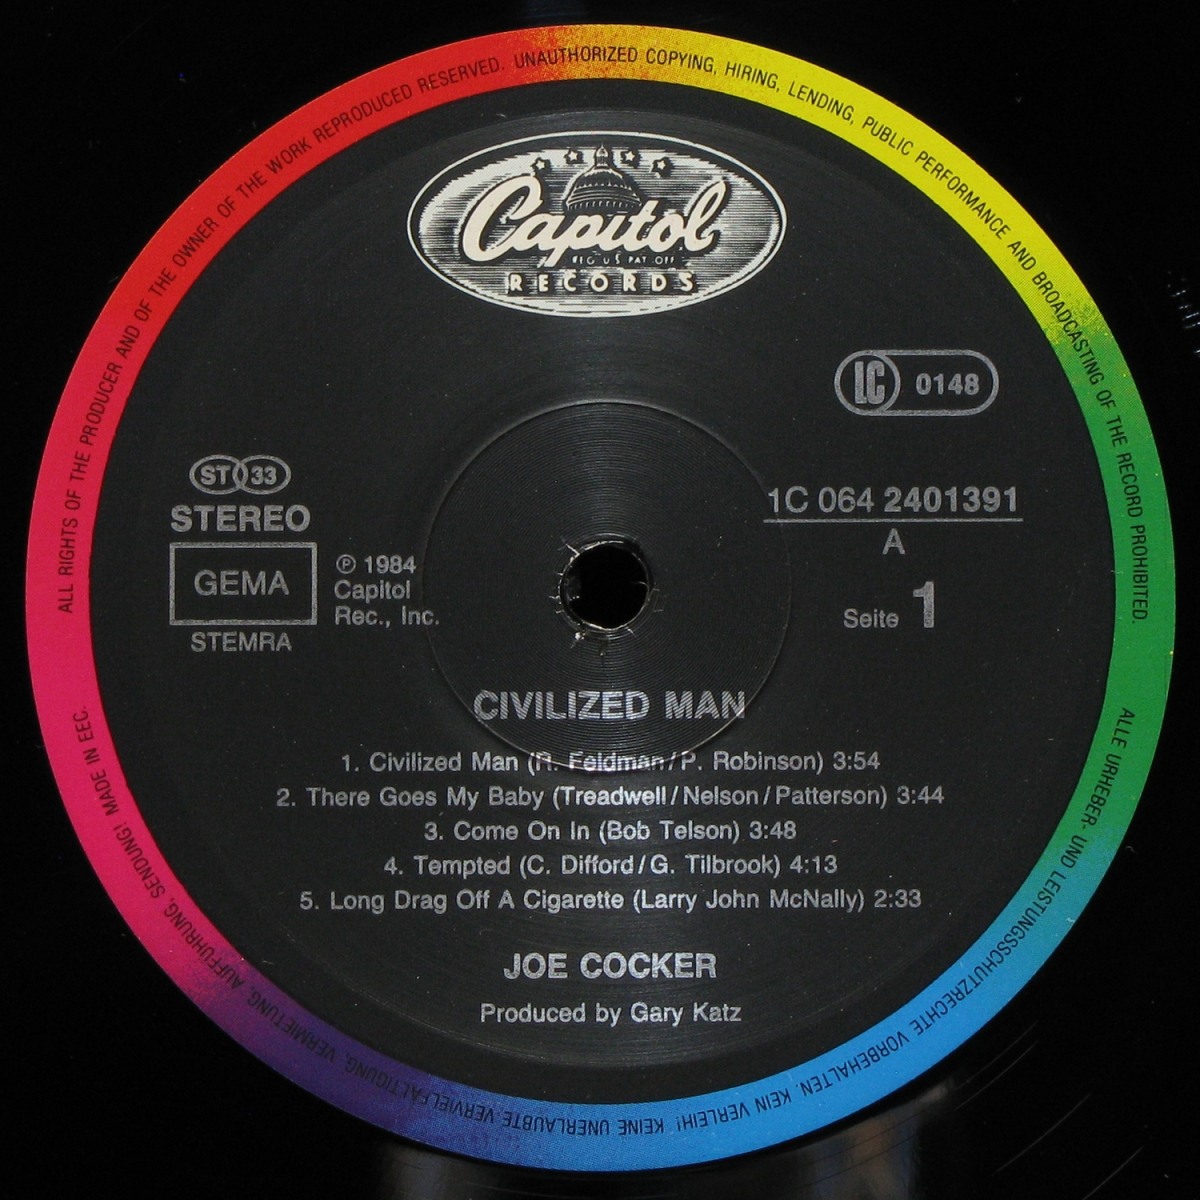 ALL RIGHTS OF THE PRODUCER AND OF THE OWNER OF THE WORK REPRODUCED RESERVED. UNAUTHORIZED COPYING, HIRING, LENDING, PUBLIC PERFORMANCE AND BROADCASTING OF THE RECORD PROHIBITED.
Capitol
REG US PAT OFF
RECORDS
LC 0148
ST 33
STEREO
GEMA
STEMRA
℗ 1984
Capitol
Rec., Inc.
1C 064 2401391
A
Seite 1
CIVILIZED MAN
1. Civilized Man (R. Feldman/P. Robinson) 3:54
2. There Goes My Baby (Treadwell/Nelson/Patterson) 3:44
3. Come On In (Bob Telson) 3:48
4. Tempted (C. Difford/G. Tilbrook) 4:13
5. Long Drag Off A Cigarette (Larry John McNally) 2:33
JOE COCKER
Produced by Gary Katz
ALLE URHEBER- UND LEISTUNGSSCHUTZRECHTE VORBEHALTEN. KEIN VERLEIH! KEINE UNERLAUBTE VERVIELFÄLTIGUNG, VERMIETUNG, AUFFÜHRUNG, SENDUNG! MADE IN EEC.